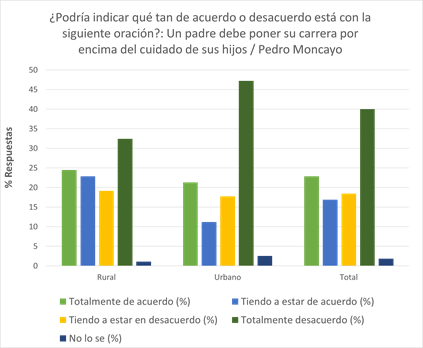 ¿Podría indicar qué tan de acuerdo o desacuerdo está con la
siguiente oración?: Un padre debe poner su carrera por
encima del cuidado de sus hijos / Pedro Moncayo
% Respuestas
50
45
40
35
30
25
20
15
10
5
0
Rural Urbano Total
Totalmente de acuerdo (%) Tiendo a estar de acuerdo (%)
Tiendo a estar en desacuerdo (%) Totalmente desacuerdo (%)
No lo se (%)